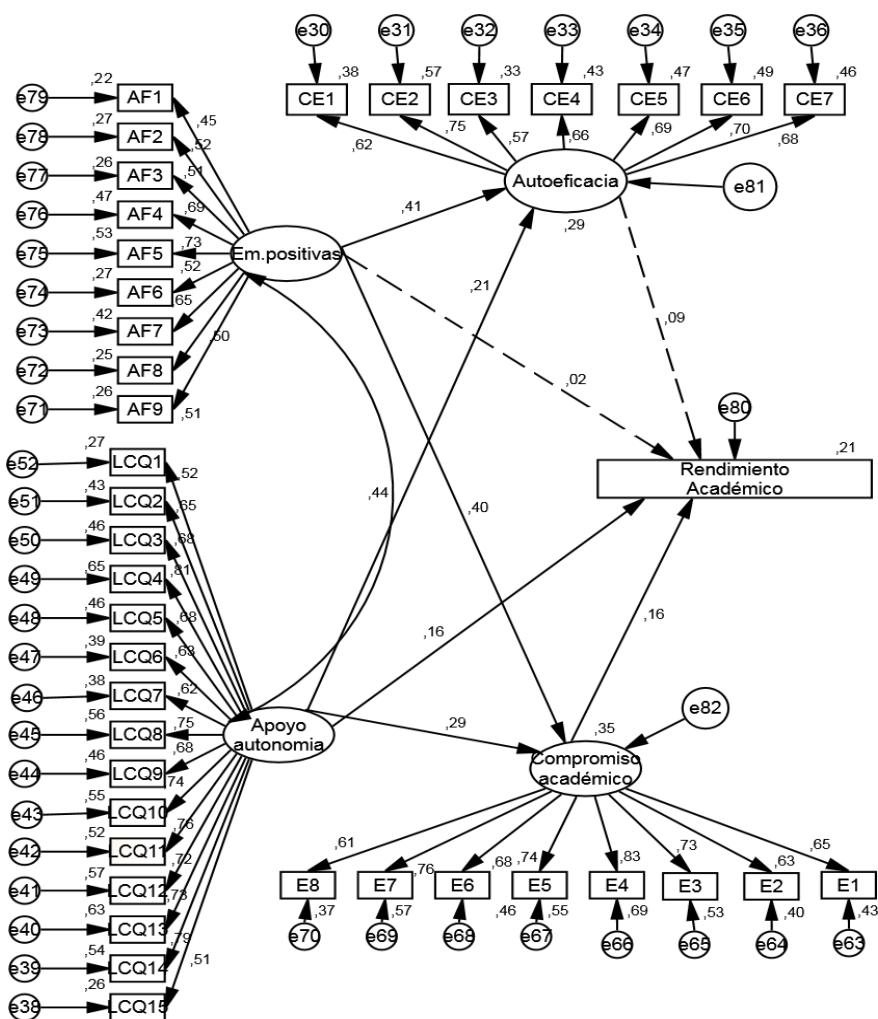 e30 e31 e32 e33 e34 e35 e36
,38 ,57 ,33 ,43 ,47 ,49 ,46
CE1 CE2 CE3 CE4 CE5 CE6 CE7
,62 ,75 ,57 ,66 ,69 ,70 ,68
Autoeficacia
,29
e81
e79 ,22 AF1 ,45
e78 ,27 AF2 ,52
e77 ,26 AF3 ,51
e76 ,47 AF4 ,69
e75 ,53 AF5 ,73
e74 ,27 AF6 ,52
e73 ,42 AF7 ,65
e72 ,25 AF8 ,50
e71 ,26 AF9 ,51
Em.positivas
,41
,21
,09
,02
,44
,40
e80
,21
Rendimiento
Académico
e52 ,27 LCQ1 ,52
e51 ,43 LCQ2 ,65
e50 ,46 LCQ3 ,68
e49 ,65 LCQ4 ,81
e48 ,46 LCQ5 ,68
e47 ,39 LCQ6 ,63
e46 ,38 LCQ7 ,62
e45 ,56 LCQ8 ,75
e44 ,46 LCQ9 ,68
e43 ,55 LCQ10 ,74
e42 ,52 LCQ11 ,76
e41 ,57 LCQ12 ,72
e40 ,63 LCQ13 ,73
e39 ,54 LCQ14 ,79
e38 ,26 LCQ15 ,51
Apoyo
autonomia
,16
,16
,29
e82
,35
Compromiso
académico
,61 ,76 ,68 ,74 ,83 ,73 ,63 ,65
E8 E7 E6 E5 E4 E3 E2 E1
,37 ,57 ,46 ,55 ,69 ,53 ,40 ,43
e70 e69 e68 e67 e66 e65 e64 e63